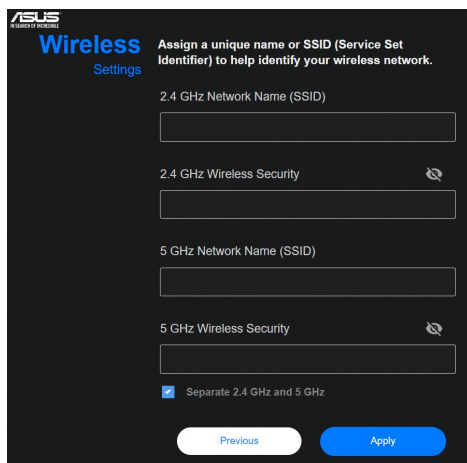 ASUS
IN SEARCH OF INCREDIBLE
Wireless
Settings
Assign a unique name or SSID (Service Set
Identifier) to help identify your wireless network.
2.4 GHz Network Name (SSID)
2.4 GHz Wireless Security
5 GHz Network Name (SSID)
5 GHz Wireless Security
Separate 2.4 GHz and 5 GHz
Previous
Apply